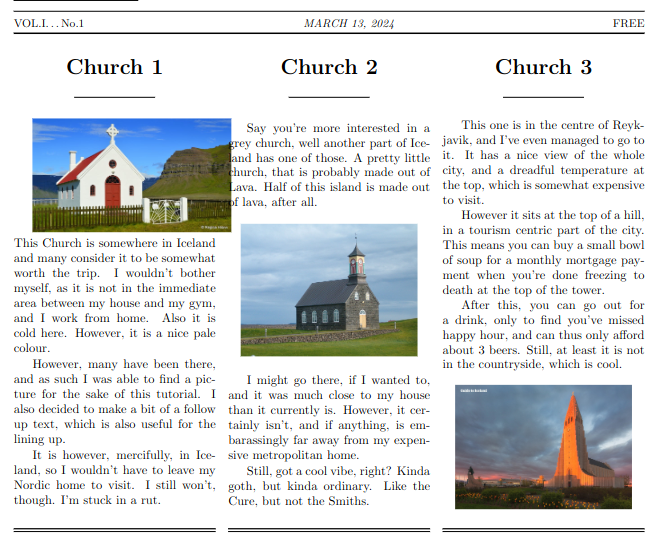 VOL.I... No.1
MARCH 13, 2024
FREE
Church 1
This Church is somewhere in Iceland
and many consider it to be somewhat
worth the trip. I wouldn't bother
myself, as it is not in the immediate
area between my house and my gym,
and I work from home. Also it is
cold here. However, it is a nice pale
colour.
However, many have been there,
and as such I was able to find a pic-
ture for the sake of this tutorial. I
also decided to make a bit of a follow
up text, which is also useful for the
lining up.
It is however, mercifully, in Ice-
land, so I wouldn't have to leave my
Nordic home to visit. I still won't,
though. I'm stuck in a rut.
Church 2
Say you're more interested in a
grey church, well another part of Ice-
land has one of those. A pretty little
church, that is probably made out of
Lava. Half of this island is made out
of lava, after all.
I might go there, if I wanted to,
and it was much close to my house
than it currently is. However, it cer-
tainly isn't, and if anything, is em-
barassingly far away from my expen-
sive metropolitan home.
Still, got a cool vibe, right? Kinda
goth, but kinda ordinary. Like the
Cure, but not the Smiths.
Church 3
This one is in the centre of Reyk-
javik, and I've even managed to go to
it. It has a nice view of the whole
city, and a dreadful temperature at
the top, which is somewhat expensive
to visit.
However it sits at the top of a hill,
in a tourism centric part of the city.
This means you can buy a small bowl
of soup for a monthly mortgage pay-
ment when you're done freezing to
death at the top of the tower.
After this, you can go out for
a drink, only to find you've missed
happy hour, and can thus only afford
about 3 beers. Still, at least it is not
in the countryside, which is cool.